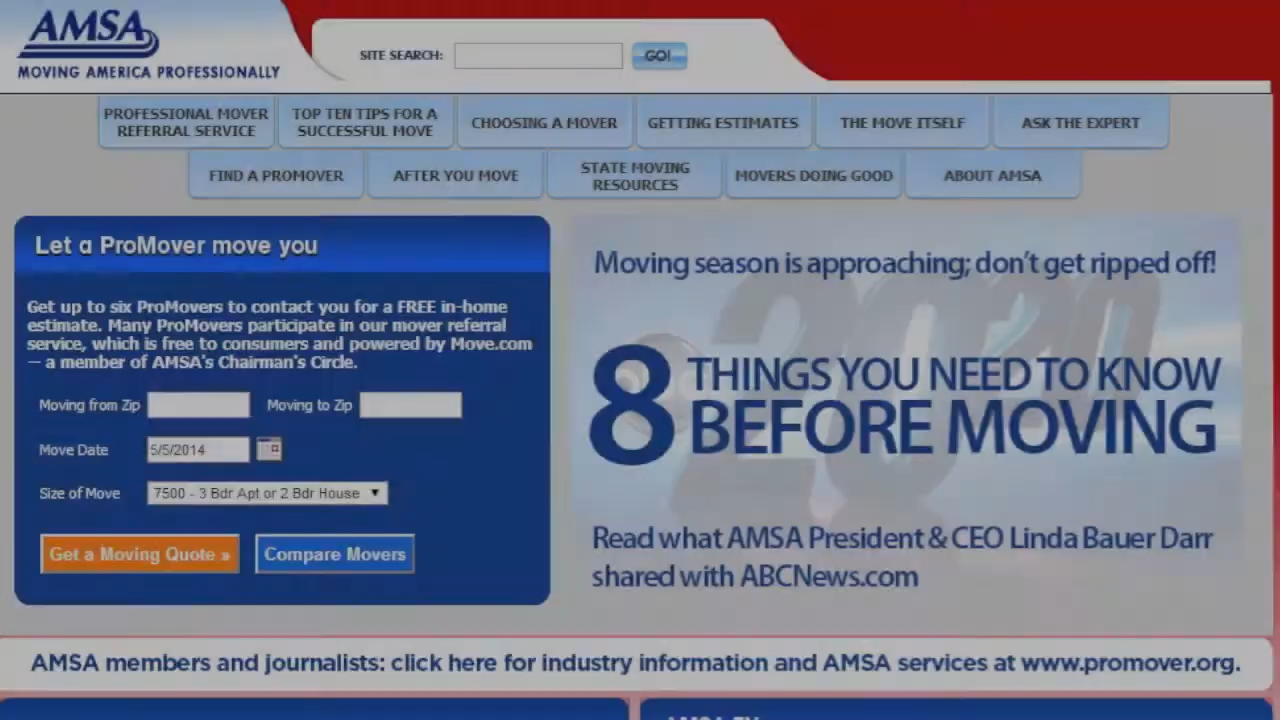 AMSA
MOVING AMERICA PROFESSIONALLY
SITE SEARCH:
GO!
PROFESSIONAL MOVER
REFERRAL SERVICE
TOP TEN TIPS FOR A
SUCCESSFUL MOVE
CHOOSING A MOVER
GETTING ESTIMATES
THE MOVE ITSELF
ASK THE EXPERT
FIND A PROMOVER
AFTER YOU MOVE
STATE MOVING
RESOURCES
MOVERS DOING GOOD
ABOUT AMSA
Let a ProMover move you
Get up to six ProMovers to contact you for a FREE in-home
estimate. Many ProMovers participate in our mover referral
service, which is free to consumers and powered by Move.com
— a member of AMSA's Chairman's Circle.
Moving from Zip
Moving to Zip
Move Date
5/5/2014
Size of Move
7500 - 3 Bdr Apt or 2 Bdr House
Get a Moving Quote »
Compare Movers
Moving season is approaching; don't get ripped off!
8 THINGS YOU NEED TO KNOW
BEFORE MOVING
Read what AMSA President & CEO Linda Bauer Darr
shared with ABCNews.com
AMSA members and journalists: click here for industry information and AMSA services at www.promover.org.